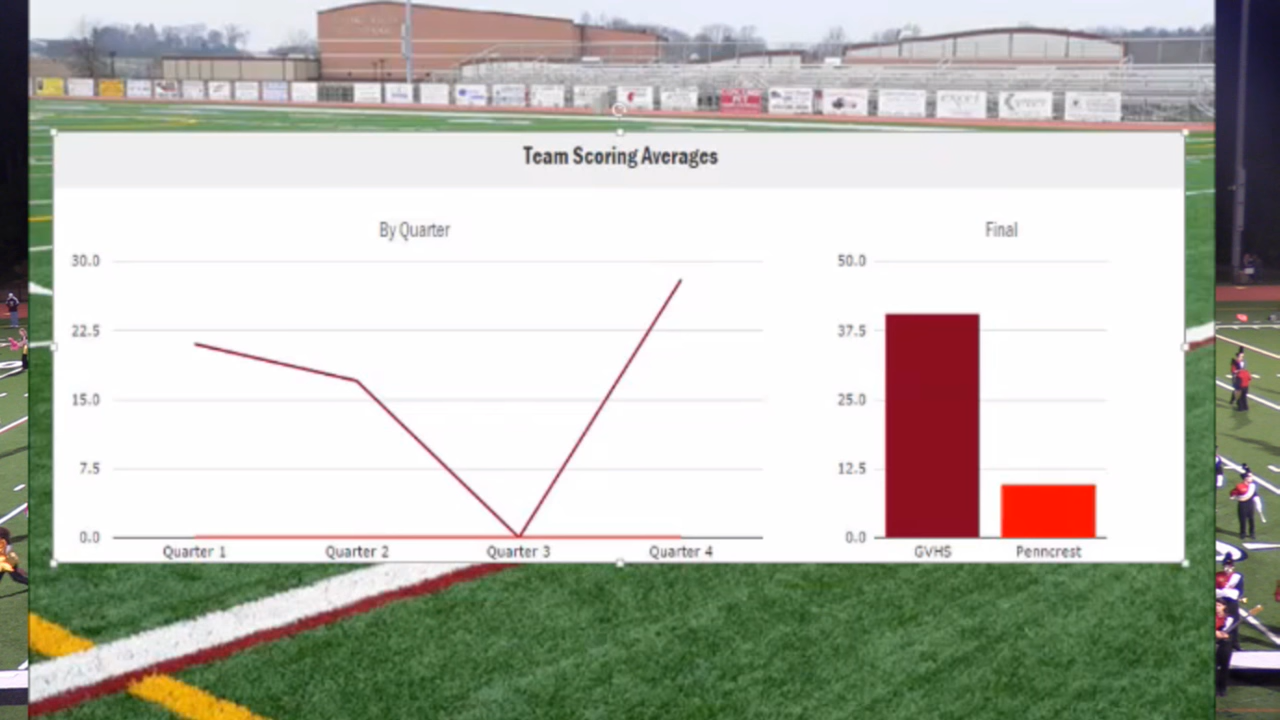 Team Scoring Averages
By Quarter
30.0
22.5
15.0
7.5
0.0
Quarter 1 Quarter 2 Quarter 3 Quarter 4
Final
50.0
37.5
25.0
12.5
0.0
GVHS Penncrest